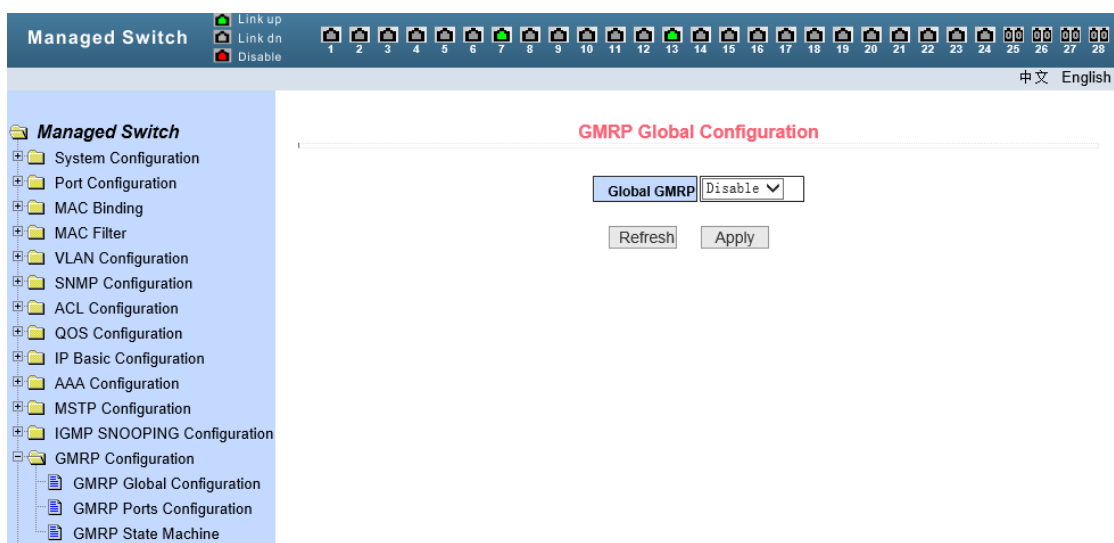 Link up
Managed Switch
Link dn
Disable
1 2 3 4 5 6 7 8 9 10 11 12 13 14 15 16 17 18 19 20 21 22 23 24 25 26 27 28
中文 English
Managed Switch
System Configuration
Port Configuration
MAC Binding
MAC Filter
VLAN Configuration
SNMP Configuration
ACL Configuration
QOS Configuration
IP Basic Configuration
AAA Configuration
MSTP Configuration
IGMP SNOOPING Configuration
GMRP Configuration
GMRP Global Configuration
GMRP Ports Configuration
GMRP State Machine
GMRP Global Configuration
Global GMRP Disable
Refresh Apply